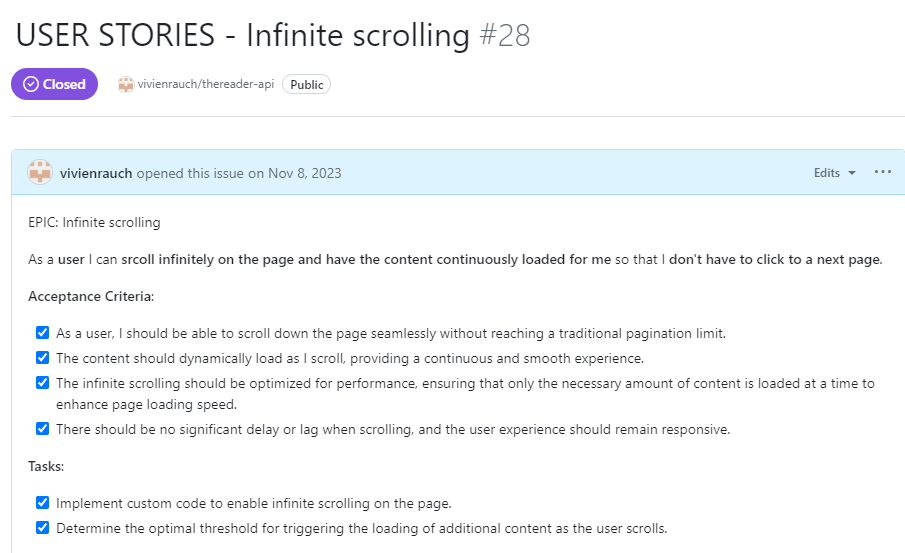 USER STORIES - Infinite scrolling #28
Closed vivienrauch/thereader-api Public
vivienrauch opened this issue on Nov 8, 2023 Edits
EPIC: Infinite scrolling
As a user I can srcoll infinitely on the page and have the content continuously loaded for me so that I don't have to click to a next page.
Acceptance Criteria:
As a user, I should be able to scroll down the page seamlessly without reaching a traditional pagination limit.
The content should dynamically load as I scroll, providing a continuous and smooth experience.
The infinite scrolling should be optimized for performance, ensuring that only the necessary amount of content is loaded at a time to
enhance page loading speed.
There should be no significant delay or lag when scrolling, and the user experience should remain responsive.
Tasks:
Implement custom code to enable infinite scrolling on the page.
Determine the optimal threshold for triggering the loading of additional content as the user scrolls.